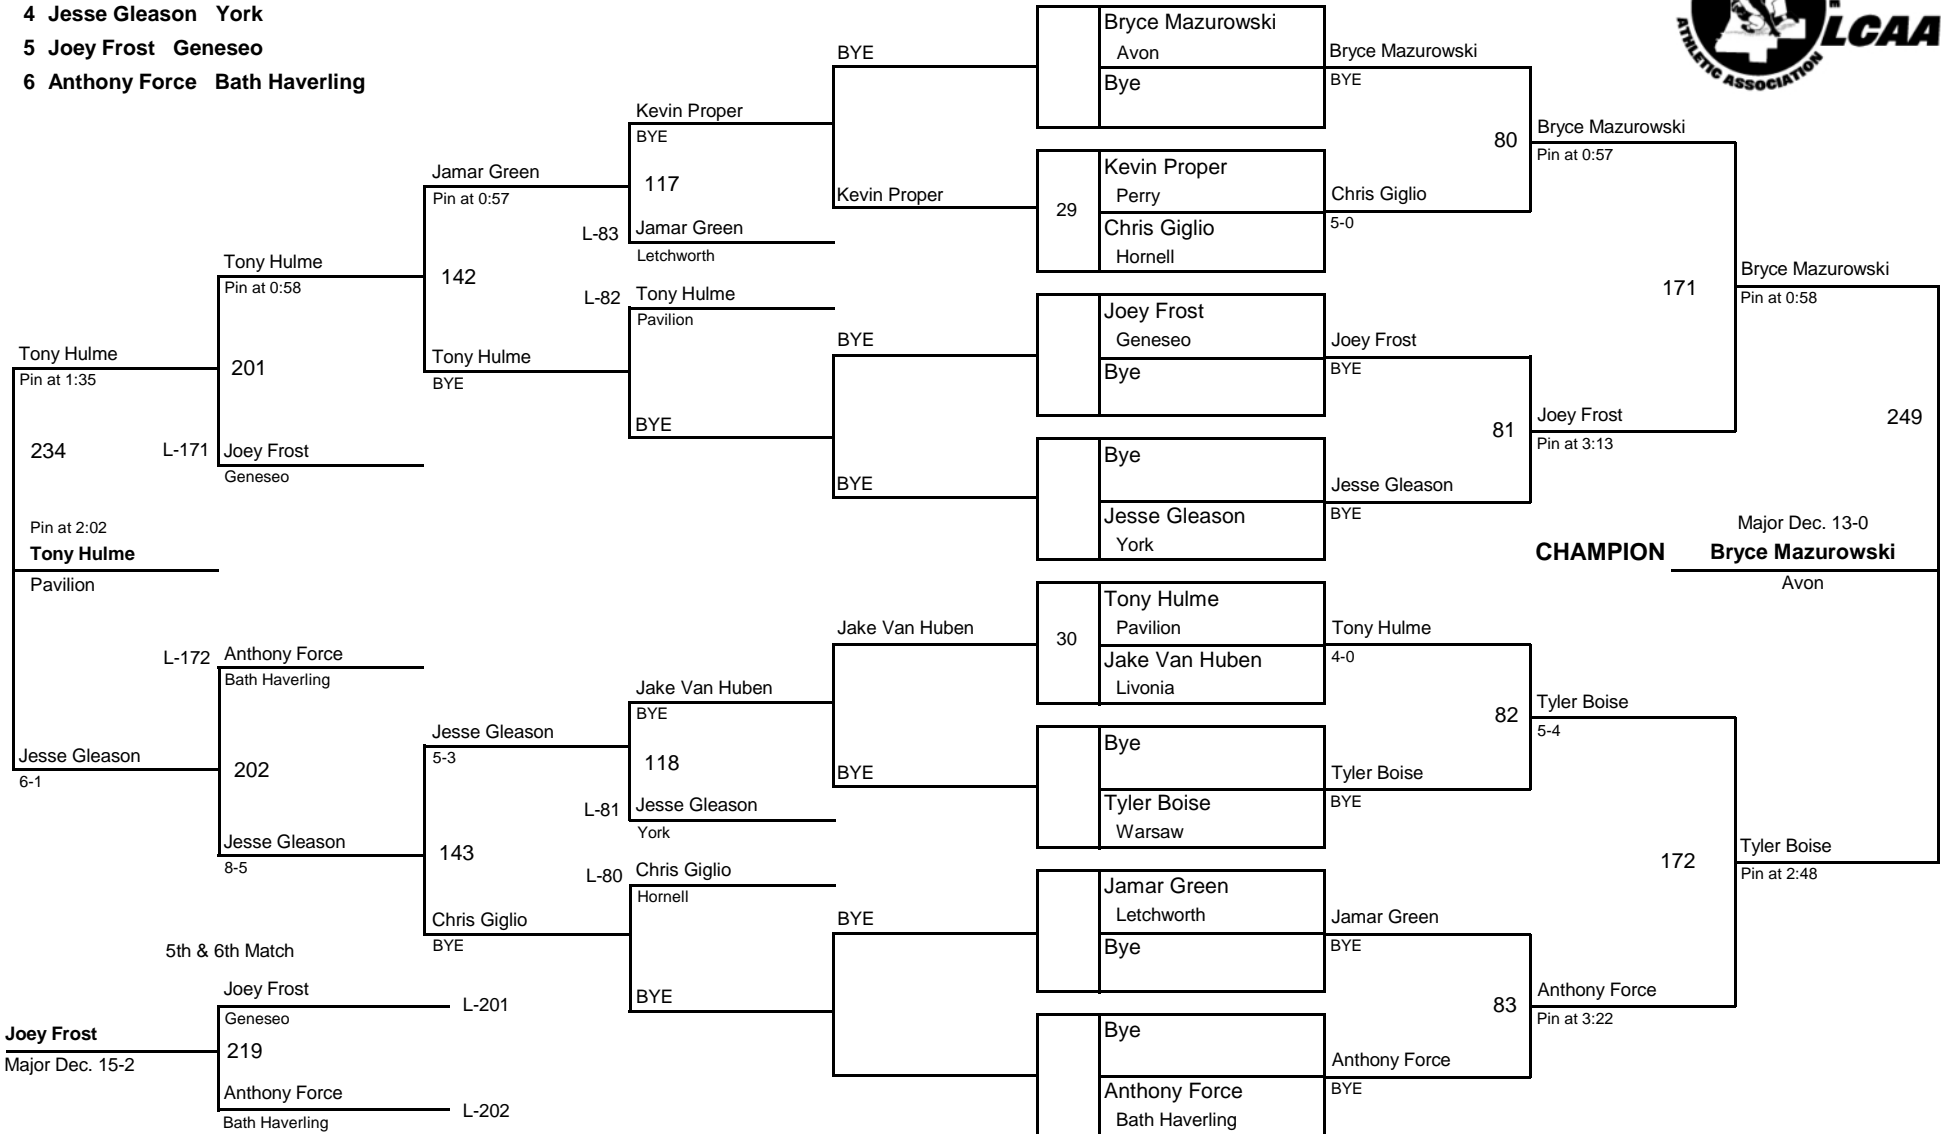 4 Jesse Gleason York
5 Joey Frost Geneseo
6 Anthony Force Bath Haverling
ATHLETIC ASSOCIATION
LCAA
Tony Hulme
Pin at 1:35
234
Pin at 2:02
Tony Hulme
Pavilion
Jesse Gleason
6-1
5th & 6th Match
Joey Frost
Major Dec. 15-2
Tony Hulme
Pin at 0:58
201
L-171 Joey Frost
Geneseo
L-172 Anthony Force
Bath Haverling
202
Jesse Gleason
8-5
Joey Frost
L-201
Geneseo
219
Anthony Force
L-202
Bath Haverling
Jamar Green
Pin at 0:57
142
Tony Hulme
BYE
Jesse Gleason
5-3
143
Chris Giglio
BYE
Kevin Proper
BYE
117
L-83 Jamar Green
Letchworth
L-82 Tony Hulme
Pavilion
BYE
Jake Van Huben
BYE
118
L-81 Jesse Gleason
York
L-80 Chris Giglio
Hornell
BYE
BYE
Kevin Proper
BYE
BYE
Jake Van Huben
BYE
BYE
Bryce Mazurowski
Avon
Bye
29
Kevin Proper
Perry
Chris Giglio
Hornell
Joey Frost
Geneseo
Bye
Bye
Jesse Gleason
York
30
Tony Hulme
Pavilion
Jake Van Huben
Livonia
Bye
Tyler Boise
Warsaw
Jamar Green
Letchworth
Bye
Bye
Anthony Force
Bath Haverling
Bryce Mazurowski
BYE
80
Chris Giglio
5-0
Joey Frost
BYE
81
Jesse Gleason
BYE
Tony Hulme
4-0
82
Tyler Boise
BYE
Jamar Green
BYE
83
Anthony Force
BYE
Bryce Mazurowski
Pin at 0:57
171
Joey Frost
Pin at 3:13
Tyler Boise
5-4
172
Anthony Force
Pin at 3:22
Bryce Mazurowski
Pin at 0:58
249
Major Dec. 13-0
CHAMPION Bryce Mazurowski
Avon
Tyler Boise
Pin at 2:48